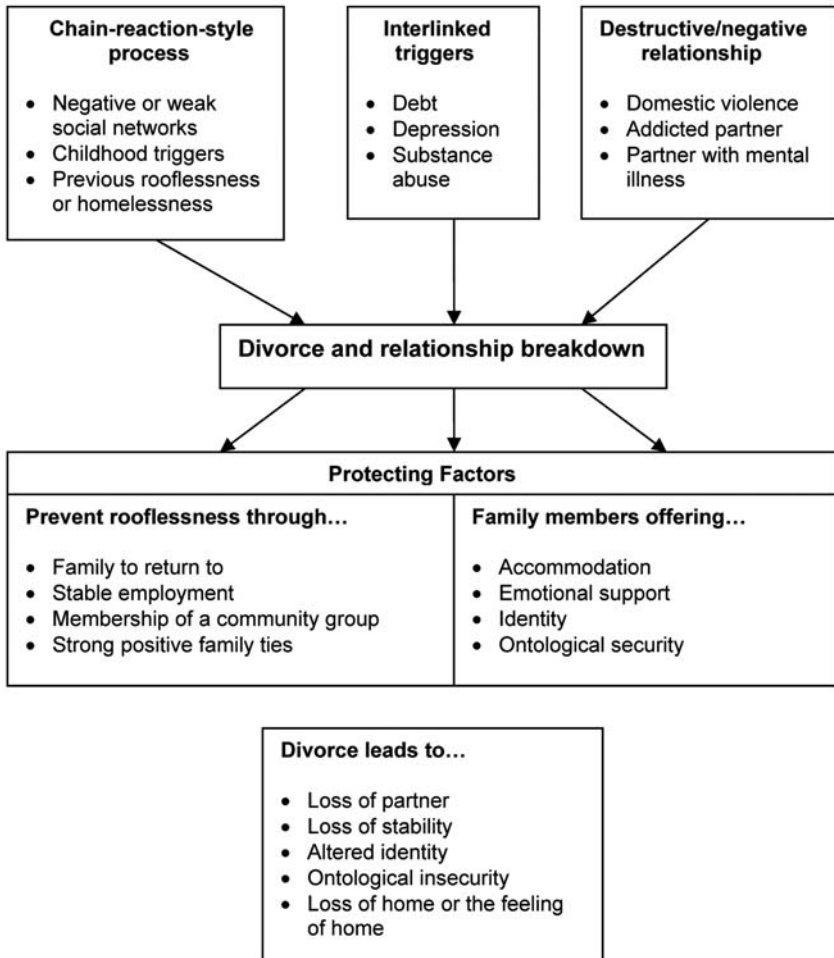 Chain-reaction-style
process
• Negative or weak
social networks
• Childhood triggers
• Previous rooflessness
or homelessness
Interlinked
triggers
• Debt
• Depression
• Substance
abuse
Destructive/negative
relationship
• Domestic violence
• Addicted partner
• Partner with mental
illness
Divorce and relationship breakdown
Protecting Factors
Prevent rooflessness through...
• Family to return to
• Stable employment
• Membership of a community group
• Strong positive family ties
Family members offering...
• Accommodation
• Emotional support
• Identity
• Ontological security
Divorce leads to...
• Loss of partner
• Loss of stability
• Altered identity
• Ontological insecurity
• Loss of home or the feeling
of home